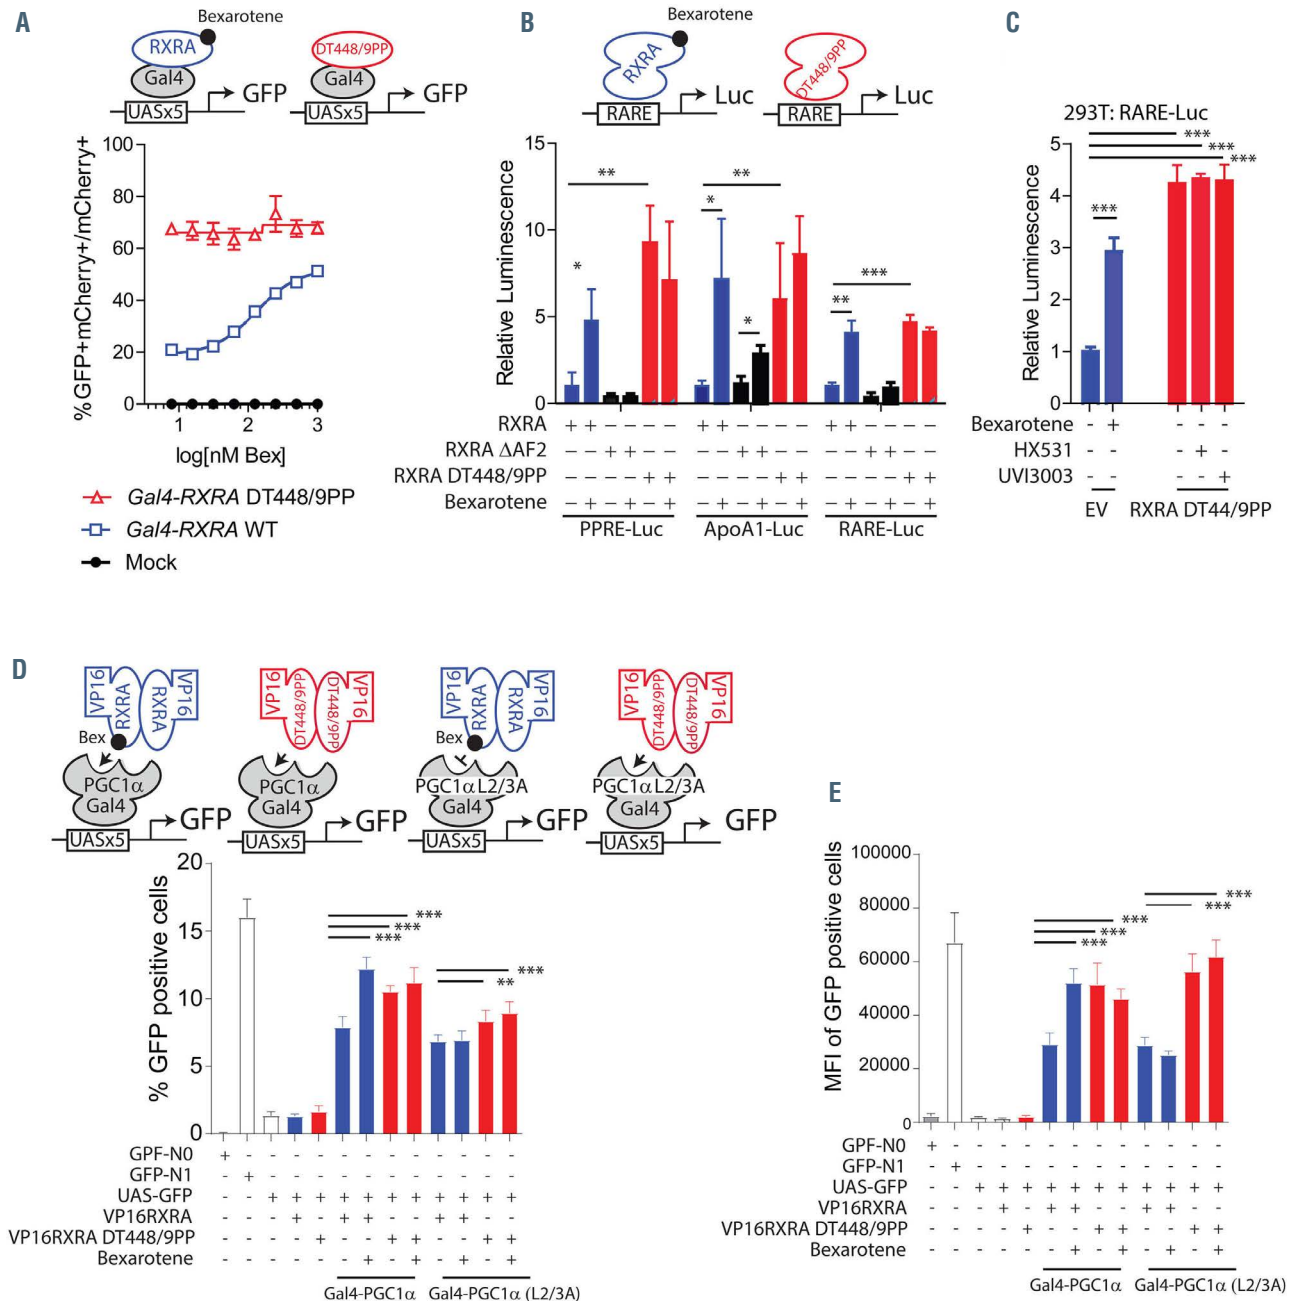 A
Bexarotene
RXRA
Gal4
UASx5
GFP
DT448/9PP
Gal4
UASx5
GFP
%GFP+mCherry+/mCherry+
100
80
60
40
20
0
1
2
3
log[nM Bex]
Gal4-RXRA DT448/9PP
Gal4-RXRA WT
Mock
B
Bexarotene
RXRA
RARE
Luc
DT448/9PP
RARE
Luc
Relative Luminescence
15
10
5
0
*
**
*
*
**
**
***
RXRA + + - - - - + + - - - - + + - - - -
RXRA ΔAF2 - - + + - - - - + + - - - - + + - -
RXRA DT448/9PP - - - - + + - - - - + + - - - - + +
Bexarotene - + - + - + - + - + - + - + - + - +
PPRE-Luc ApoA1-Luc RARE-Luc
C
293T: RARE-Luc
Relative Luminescence
5
4
3
2
1
0
***
***
***
***
Bexarotene - + - - -
HX531 - - - + -
UVI3003 - - - - +
EV RXRA DT44/9PP
D
VP16 RXRA RXRA VP16
Bex
PGC1α
Gal4
UASx5
GFP
VP16 DT448/9PP DT448/9PP VP16
PGC1α
Gal4
UASx5
GFP
VP16 RXRA RXRA VP16
Bex
PGC1αL2/3A
Gal4
UASx5
GFP
VP16 DT448/9PP DT448/9PP VP16
PGC1αL2/3A
Gal4
UASx5
GFP
% GFP positive cells
20
15
10
5
0
***
***
***
***
**
GPF-N0 + - - - - - - - - - - - -
GFP-N1 - + - - - - - - - - - - -
UAS-GFP - - + + + + + + + + + + +
VP16RXRA - - - + - + + - - + + - -
VP16RXRA DT448/9PP - - - - + - - + + - - + +
Bexarotene - - - - - - + - + - + - +
Gal4-PGC1α Gal4-PGC1α (L2/3A)
E
MFI of GFP positive cells
100000
80000
60000
40000
20000
0
***
***
***
***
***
GPF-N0 + - - - - - - - - - - - -
GFP-N1 - + - - - - - - - - - - -
UAS-GFP - - + + + + + + + + + + +
VP16RXRA - - - + - + + - - + + - -
VP16RXRA DT448/9PP - - - - + - - + + - - + +
Bexarotene - - - - - - + - + - + - +
Gal4-PGC1α Gal4-PGC1α (L2/3A)